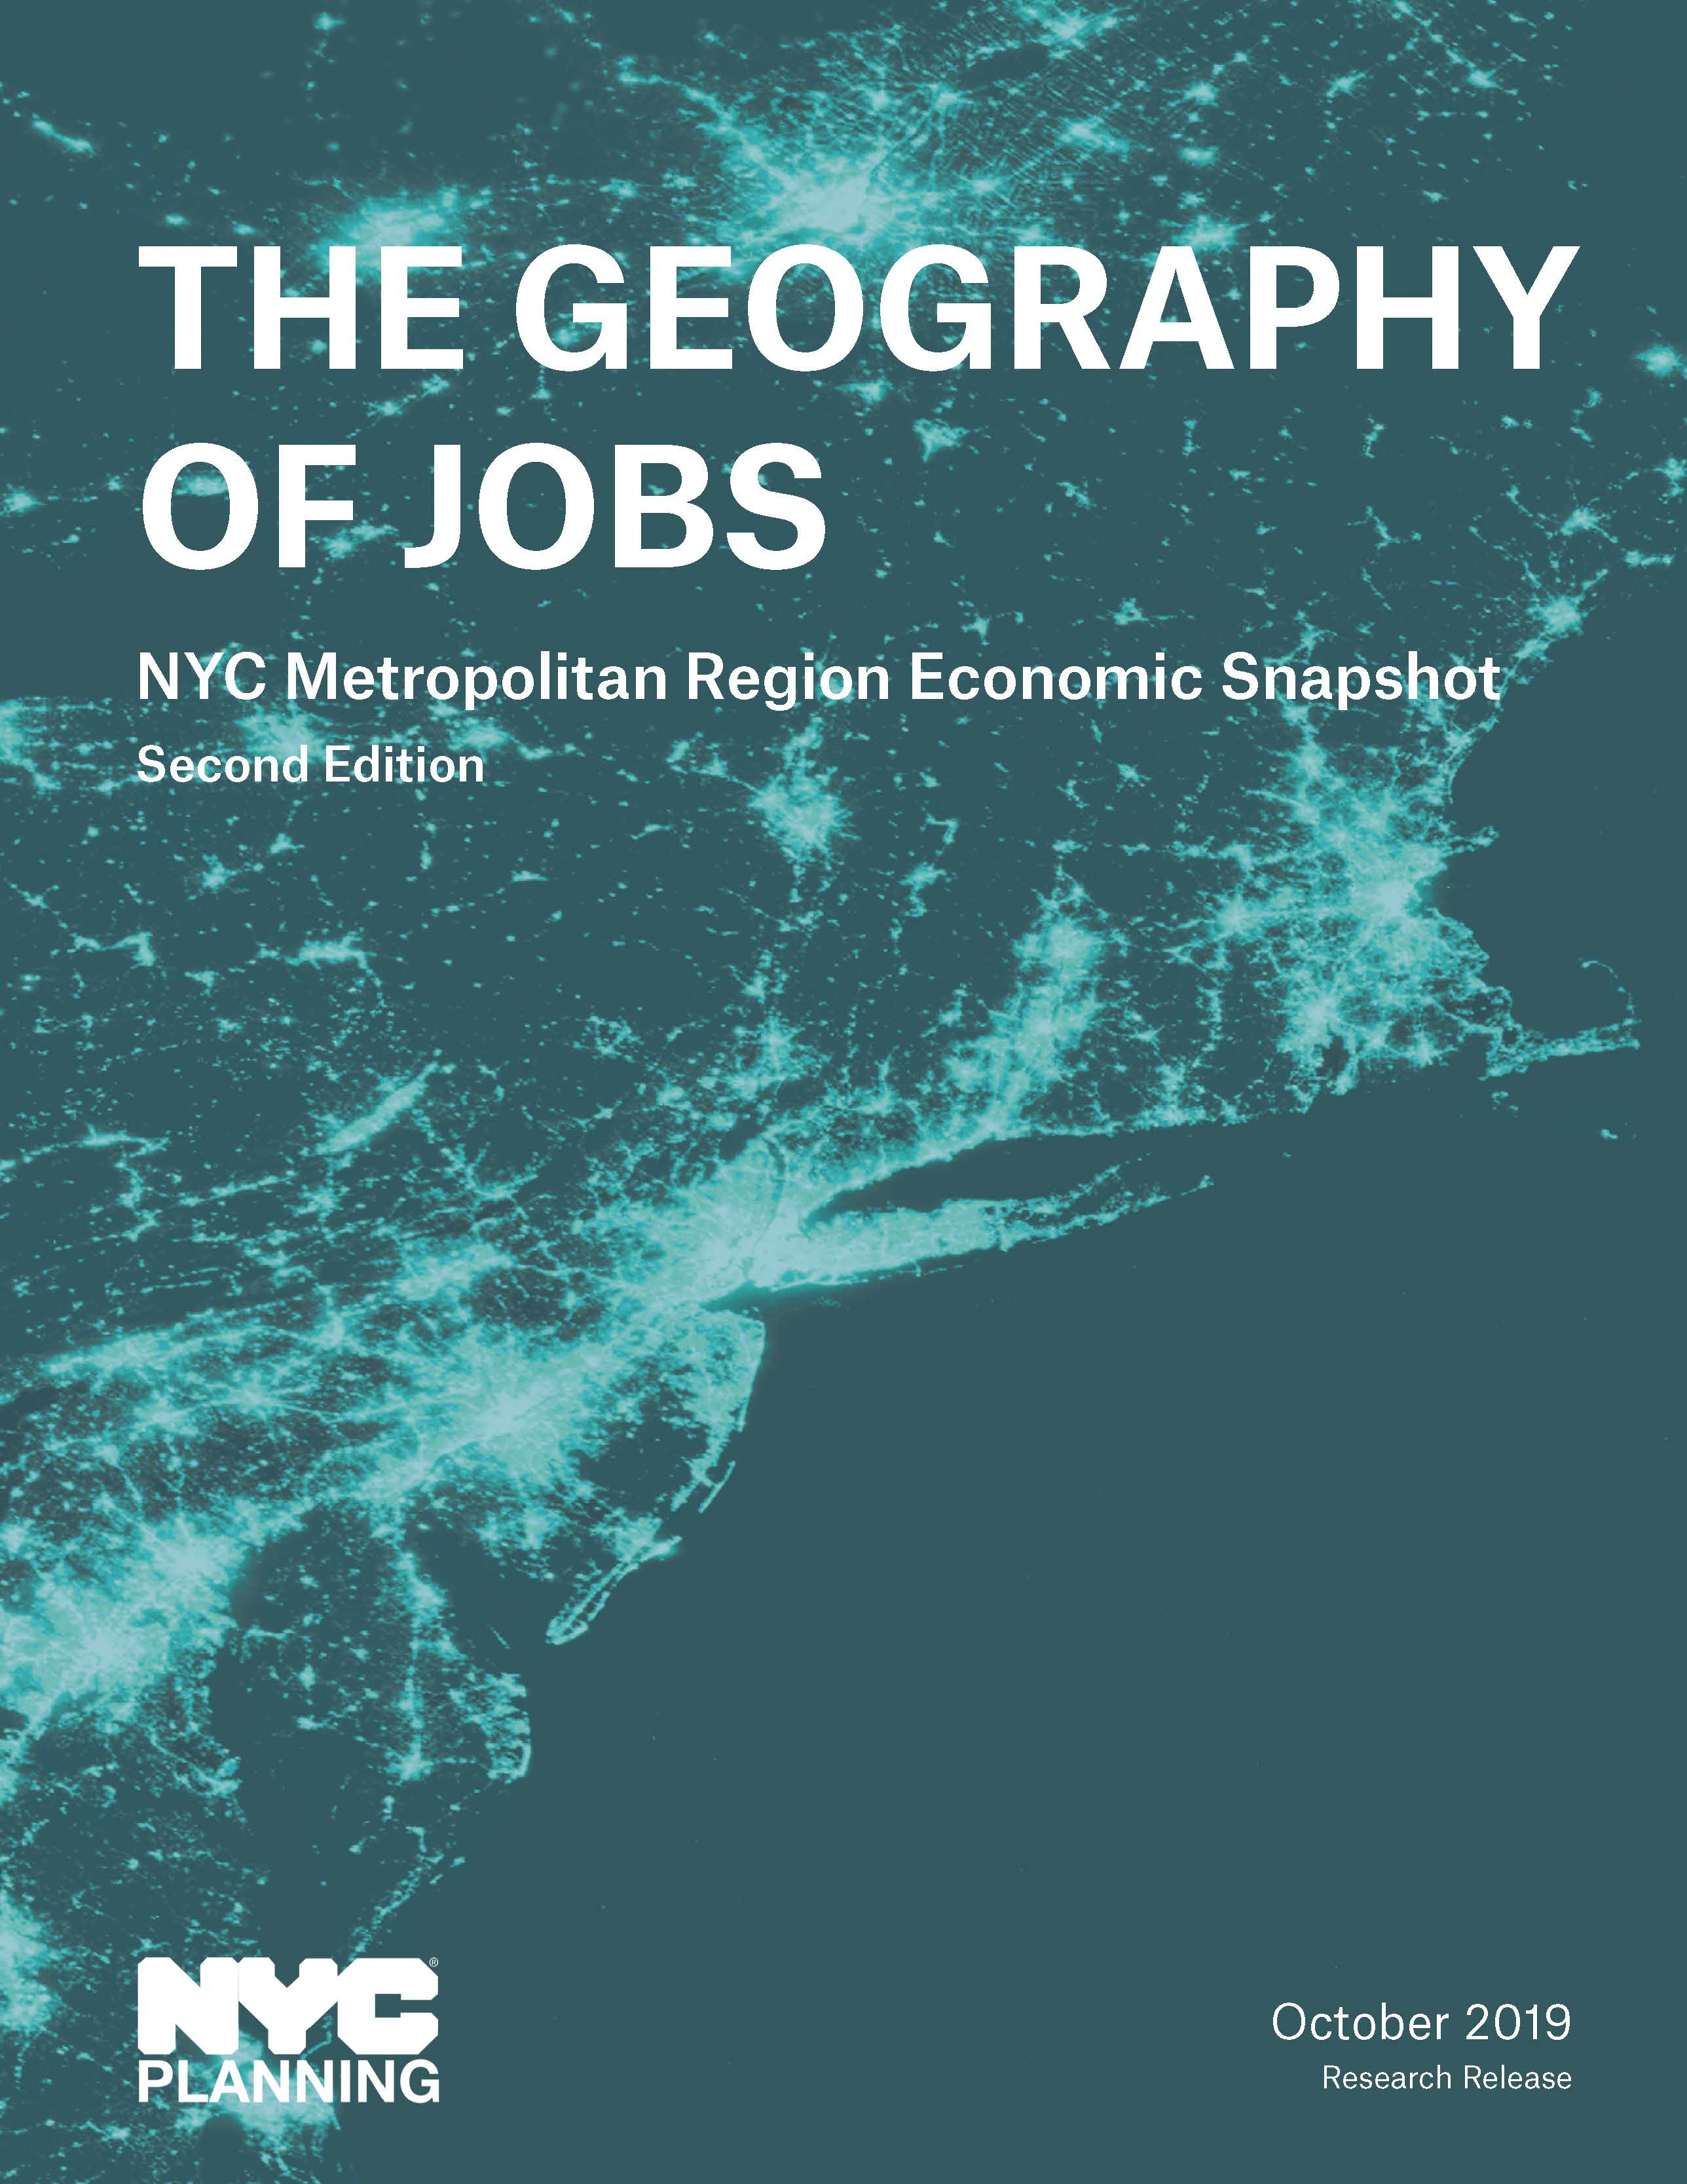 THE GEOGRAPHY
OF JOBS
NYC Metropolitan Region Economic Snapshot
Second Edition
NYC®
PLANNING
October 2019
Research Release